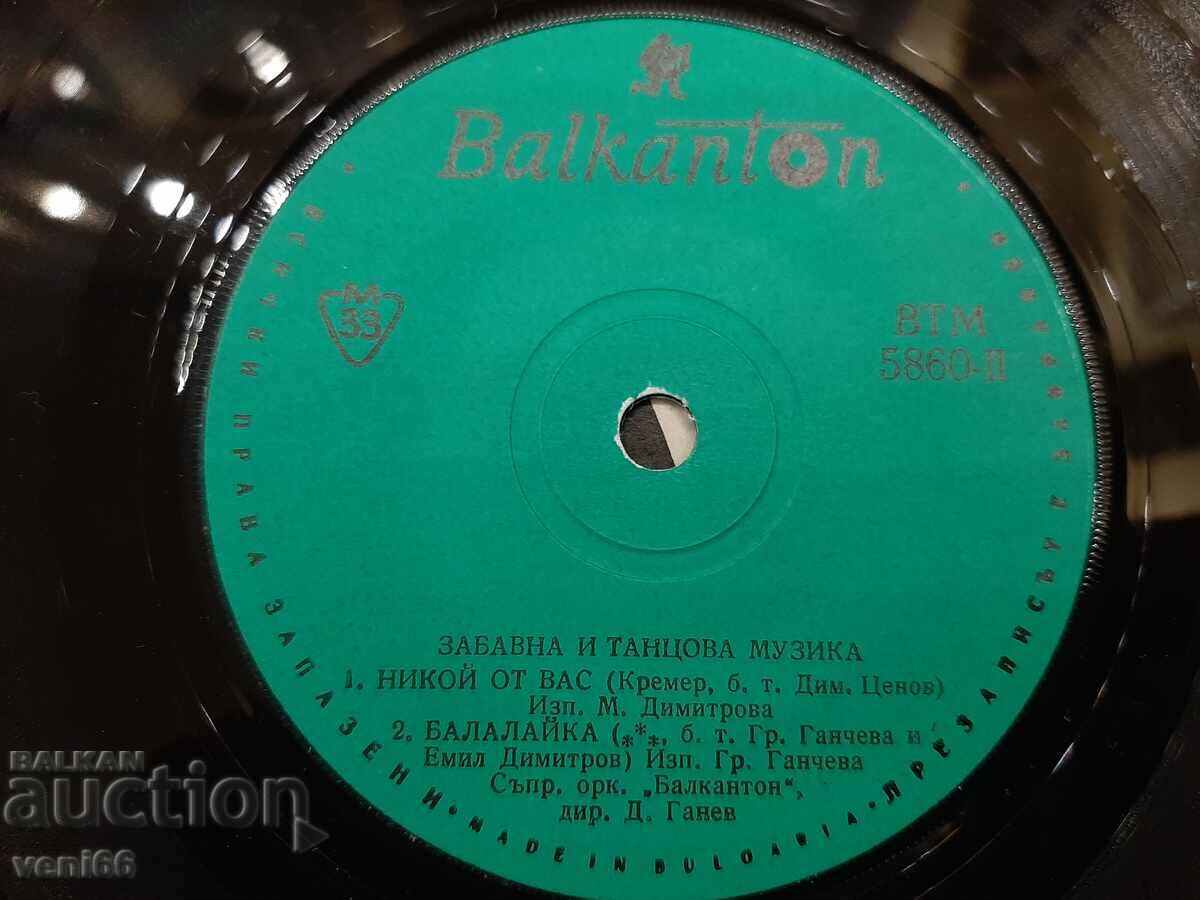 Balkanton
М
33
ВТМ
5860-II
ЗАБАВНА И ТАНЦОВА МУЗИКА
1. НИКОЙ ОТ ВАС (Кремер, б. т. Дим. Ценов)
Изп. М. Димитрова
2. БАЛАЛАЙКА (***, б. т. Гр. Ганчева и
Емил Димитров) Изп. Гр. Ганчева
Съпр. орк. „Балкантон“,
дир. Д. Ганев
ВСИЧКИ ПРАВА ЗАПАЗЕНИ • MADE IN BULGARIA • ПРЕЗАПИСЪТ ЗАБРАНЕН
BALKAN
auction
veni66